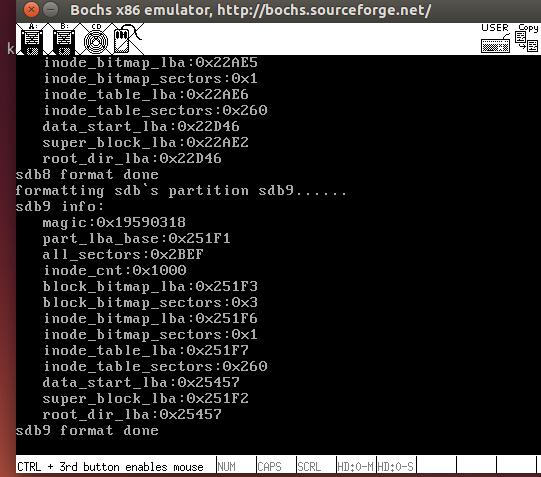 Bochs x86 emulator, http://bochs.sourceforge.net/
A:
B:
CD
USER
Copy
k
inode_bitmap_lba:0x22AE5
inode_bitmap_sectors:0x1
inode_table_lba:0x22AE6
inode_table_sectors:0x260
data_start_lba:0x22D46
super_block_lba:0x22AE2
root_dir_lba:0x22D46
sdb8 format done
formatting sdb`s partition sdb9......
sdb9 info:
magic:0x19590318
part_lba_base:0x251F1
all_sectors:0x2BEF
inode_cnt:0x1000
block_bitmap_lba:0x251F3
block_bitmap_sectors:0x3
inode_bitmap_lba:0x251F6
inode_bitmap_sectors:0x1
inode_table_lba:0x251F7
inode_table_sectors:0x260
data_start_lba:0x25457
super_block_lba:0x251F2
root_dir_lba:0x25457
sdb9 format done
CTRL + 3rd button enables mouse NUM CAPS SCRL HD:0-M HD:0-S